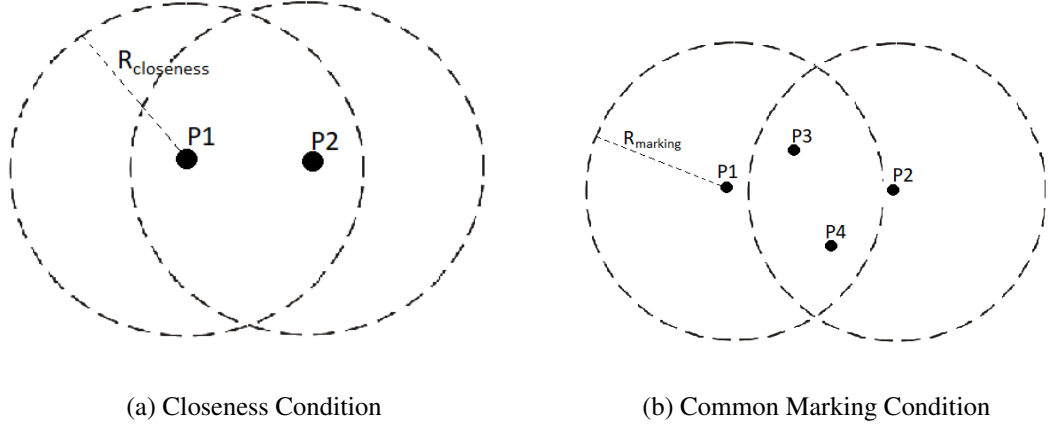 R_closeness
P1
P2
(a) Closeness Condition
R_marking
P3
P1
P2
P4
(b) Common Marking Condition